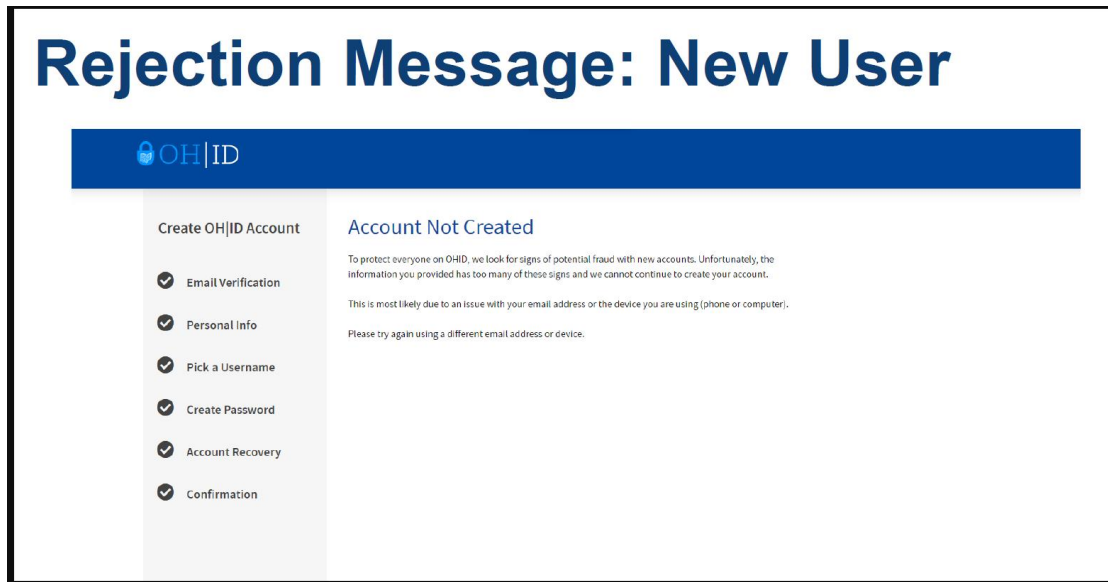 Rejection Message: New User
OH|ID
Create OH|ID Account
Email Verification
Personal Info
Pick a Username
Create Password
Account Recovery
Confirmation
Account Not Created
To protect everyone on OHID, we look for signs of potential fraud with new accounts. Unfortunately, the
information you provided has too many of these signs and we cannot continue to create your account.
This is most likely due to an issue with your email address or the device you are using (phone or computer).
Please try again using a different email address or device.